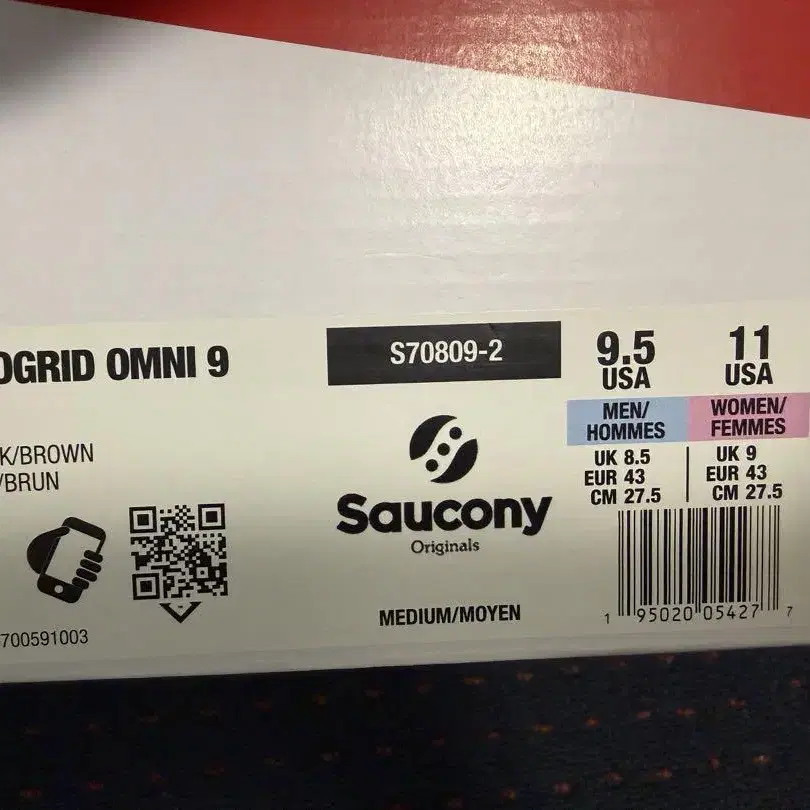 OGRID OMNI 9
S70809-2
9.5
USA
11
USA
MEN/
HOMMES
WOMEN/
FEMMES
K/BROWN
/BRUN
UK 8.5
EUR 43
CM 27.5
UK 9
EUR 43
CM 27.5
Saucony
Originals
MEDIUM/MOYEN
1 95020 05427 7
700591003